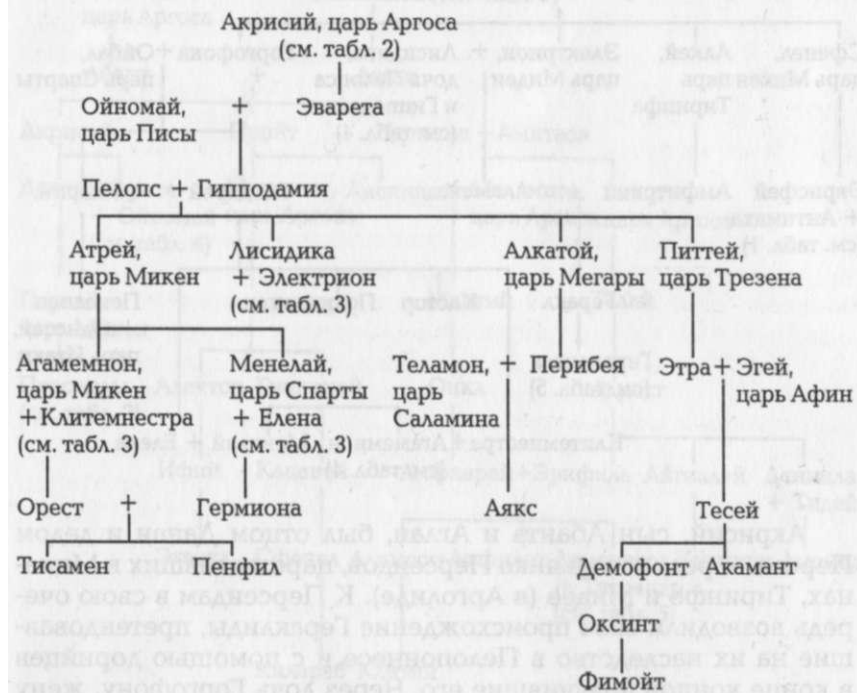 Акрисий, царь Аргоса
(см. табл. 2)
Ойномай, + Эварета
царь Писы
Пелопс + Гипподамия
Атрей, Лисидика Алкатой, Питтей,
царь Микен + Электрион царь Мегары царь Трезена
(см. табл. 3)
Агамемнон, Менелай, Теламон, + Перибея Этра + Эгей,
царь Микен царь Спарты царь царь Афин
+ Клитемнестра + Елена Саламина
(см. табл. 3) (см. табл. 3)
Орест + Гермиона Аякс Тесей
Тисамен Пенфил Демофонт Акамант
Оксинт
Фимойт